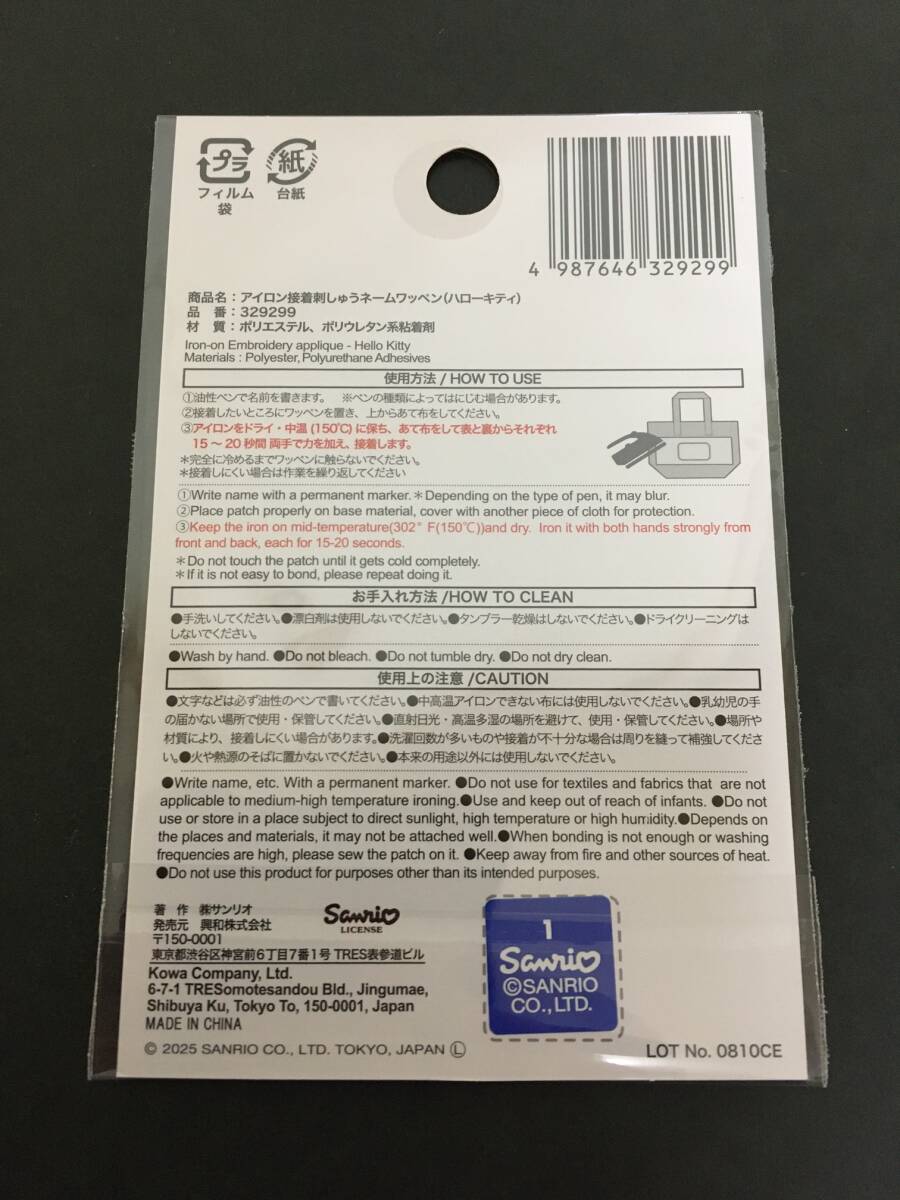 プラ 紙
フィルム袋 台紙
4 987646 329299
商品名：アイロン接着刺しゅうネームワッペン(ハローキティ)
品　番：329299
材　質：ポリエステル、ポリウレタン系粘着剤
Iron-on Embroidery applique - Hello Kitty
Materials : Polyester, Polyurethane Adhesives
使用方法 / HOW TO USE
①油性ペンで名前を書きます。　※ペンの種類によってはにじむ場合があります。
②接着したいところにワッペンを置き、上からあて布をしてください。
③アイロンをドライ・中温(150℃)に保ち、あて布をして表と裏からそれぞれ
15～20秒間 両手で力を加え、接着します。
＊完全に冷めるまでワッペンに触らないでください。
＊接着しにくい場合は作業を繰り返してください
①Write name with a permanent marker.＊Depending on the type of pen, it may blur.
②Place patch properly on base material, cover with another piece of cloth for protection.
③Keep the iron on mid-temperature(302° F(150℃))and dry. Iron it with both hands strongly from
front and back, each for 15-20 seconds.
＊Do not touch the patch until it gets cold completely.
＊If it is not easy to bond, please repeat doing it.
お手入れ方法 /HOW TO CLEAN
●手洗いしてください。●漂白剤は使用しないでください。●タンブラー乾燥はしないでください。●ドライクリーニングは
しないでください。
●Wash by hand. ●Do not bleach. ●Do not tumble dry. ●Do not dry clean.
使用上の注意 /CAUTION
●文字などは必ず油性のペンで書いてください。●中高温アイロンできない布には使用しないでください。●乳幼児の手
の届かない場所で使用・保管してください。●直射日光・高温多湿の場所を避けて、使用・保管してください。●場所や
材質により、接着しにくい場合があります。●洗濯回数が多いものや接着が不十分な場合は周りを縫って補強してくださ
い。●火や熱源のそばに置かないでください。●本来の用途以外には使用しないでください。
●Write name, etc. With a permanent marker. ●Do not use for textiles and fabrics that are not
applicable to medium-high temperature ironing.●Use and keep out of reach of infants. ●Do not
use or store in a place subject to direct sunlight, high temperature or high humidity.●Depends on
the places and materials, it may not be attached well.●When bonding is not enough or washing
frequencies are high, please sew the patch on it. ●Keep away from fire and other sources of heat.
●Do not use this product for purposes other than its intended purposes.
著　作　㈱サンリオ
発売元　興和株式会社
〒150-0001
東京都渋谷区神宮前6丁目7番1号 TRES表参道ビル
Kowa Company, Ltd.
6-7-1 TRESomotesandou Bld., Jingumae,
Shibuya Ku, Tokyo To, 150-0001, Japan
MADE IN CHINA
© 2025 SANRIO CO., LTD. TOKYO, JAPAN Ⓛ
Sanrio
LICENSE
1
Sanrio
©SANRIO
CO.,LTD.
LOT No. 0810CE